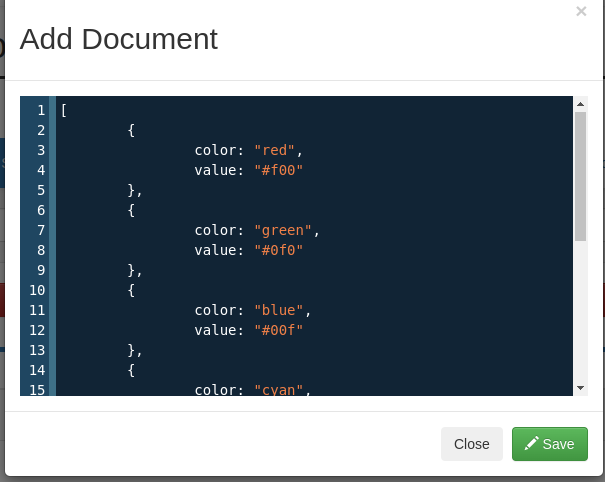 ×
Add Document
1 [
2 {
3 color: "red",
4 value: "#f00"
5 },
6 {
7 color: "green",
8 value: "#0f0"
9 },
10 {
11 color: "blue",
12 value: "#00f"
13 },
14 {
15 color: "cyan",
Close Save